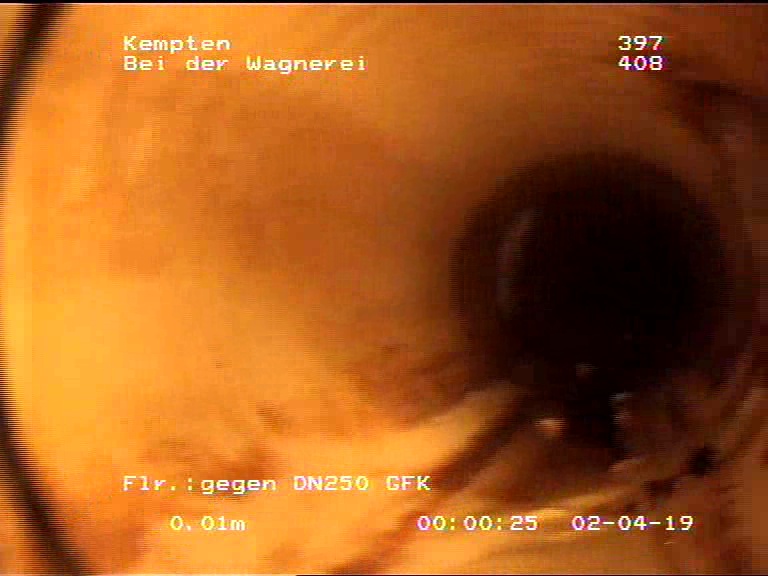 Kempten 397
Bei der Wagnerei 408
Flr.:gegen DN250 GFK
0.01m 00:00:25 02-04-19